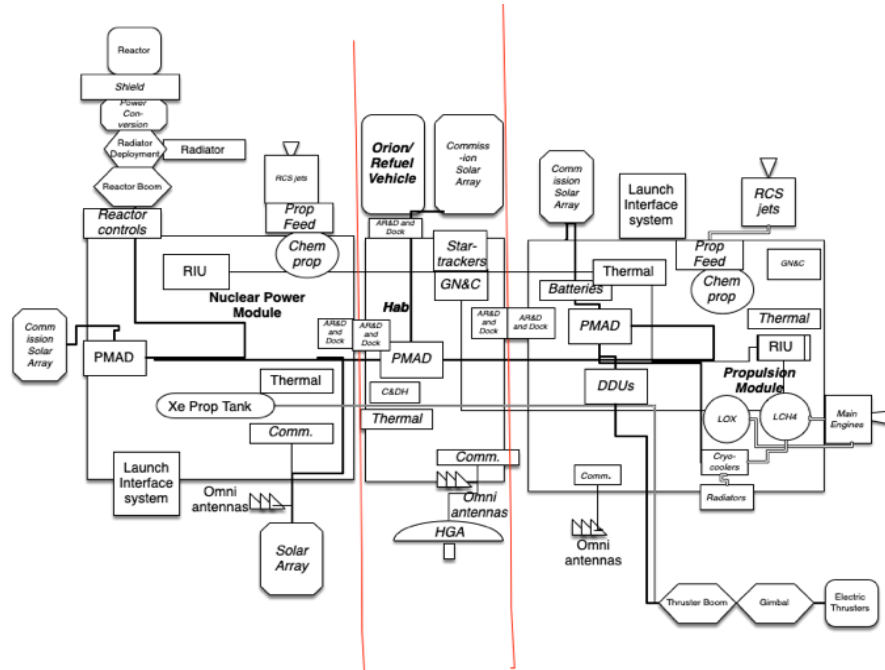 Reactor
Shield
Power
Con-
version
Radiator
Deployment
Radiator
Reactor Boom
Reactor
controls
RCS jets
Prop
Feed
Chem
prop
RIU
Nuclear Power
Module
Comm
ission
Solar
Array
PMAD
Thermal
Xe Prop Tank
Comm.
Launch
Interface
system
Omni
antennas
Solar
Array
AR&D
and
Dock
AR&D
and
Dock
Orion/
Refuel
Vehicle
Commiss
-ion
Solar
Array
AR&D and
Dock
Star-
trackers
GN&C
Hab
PMAD
C&DH
Thermal
Comm.
Omni
antennas
HGA
AR&D
and
Dock
AR&D and
Dock
Comm
ission
Solar
Array
Launch
Interface
system
RCS
jets
Prop
Feed
Chem
prop
GN&C
Thermal
Batteries
PMAD
Thermal
RIU
Propulsion
Module
DDUs
LOX
LCH4
Main
Engines
Cryo-
coolers
Radiators
Comm.
Omni
antennas
Thruster Boom
Gimbal
Electric
Thrusters